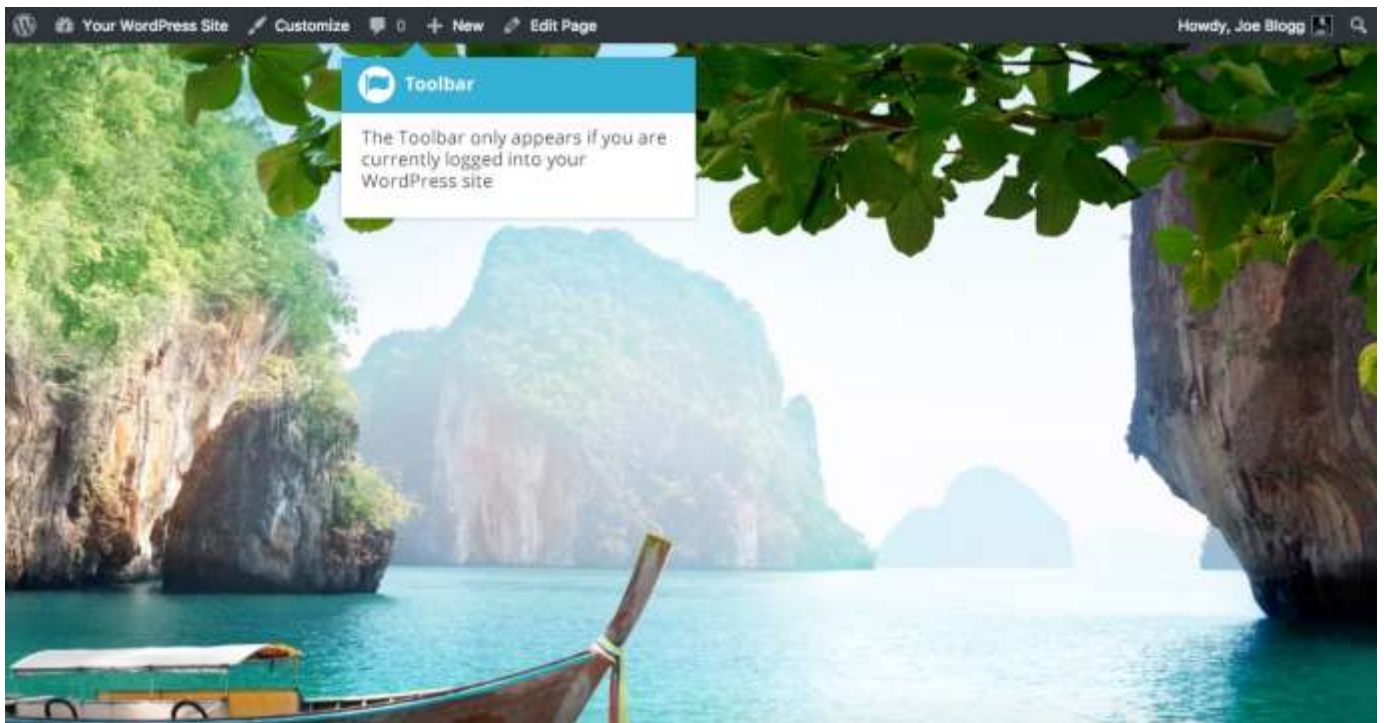 Your WordPress Site Customize 0 New Edit Page Howdy, Joe Blogg
Toolbar
The Toolbar only appears if you are
currently logged into your
WordPress site